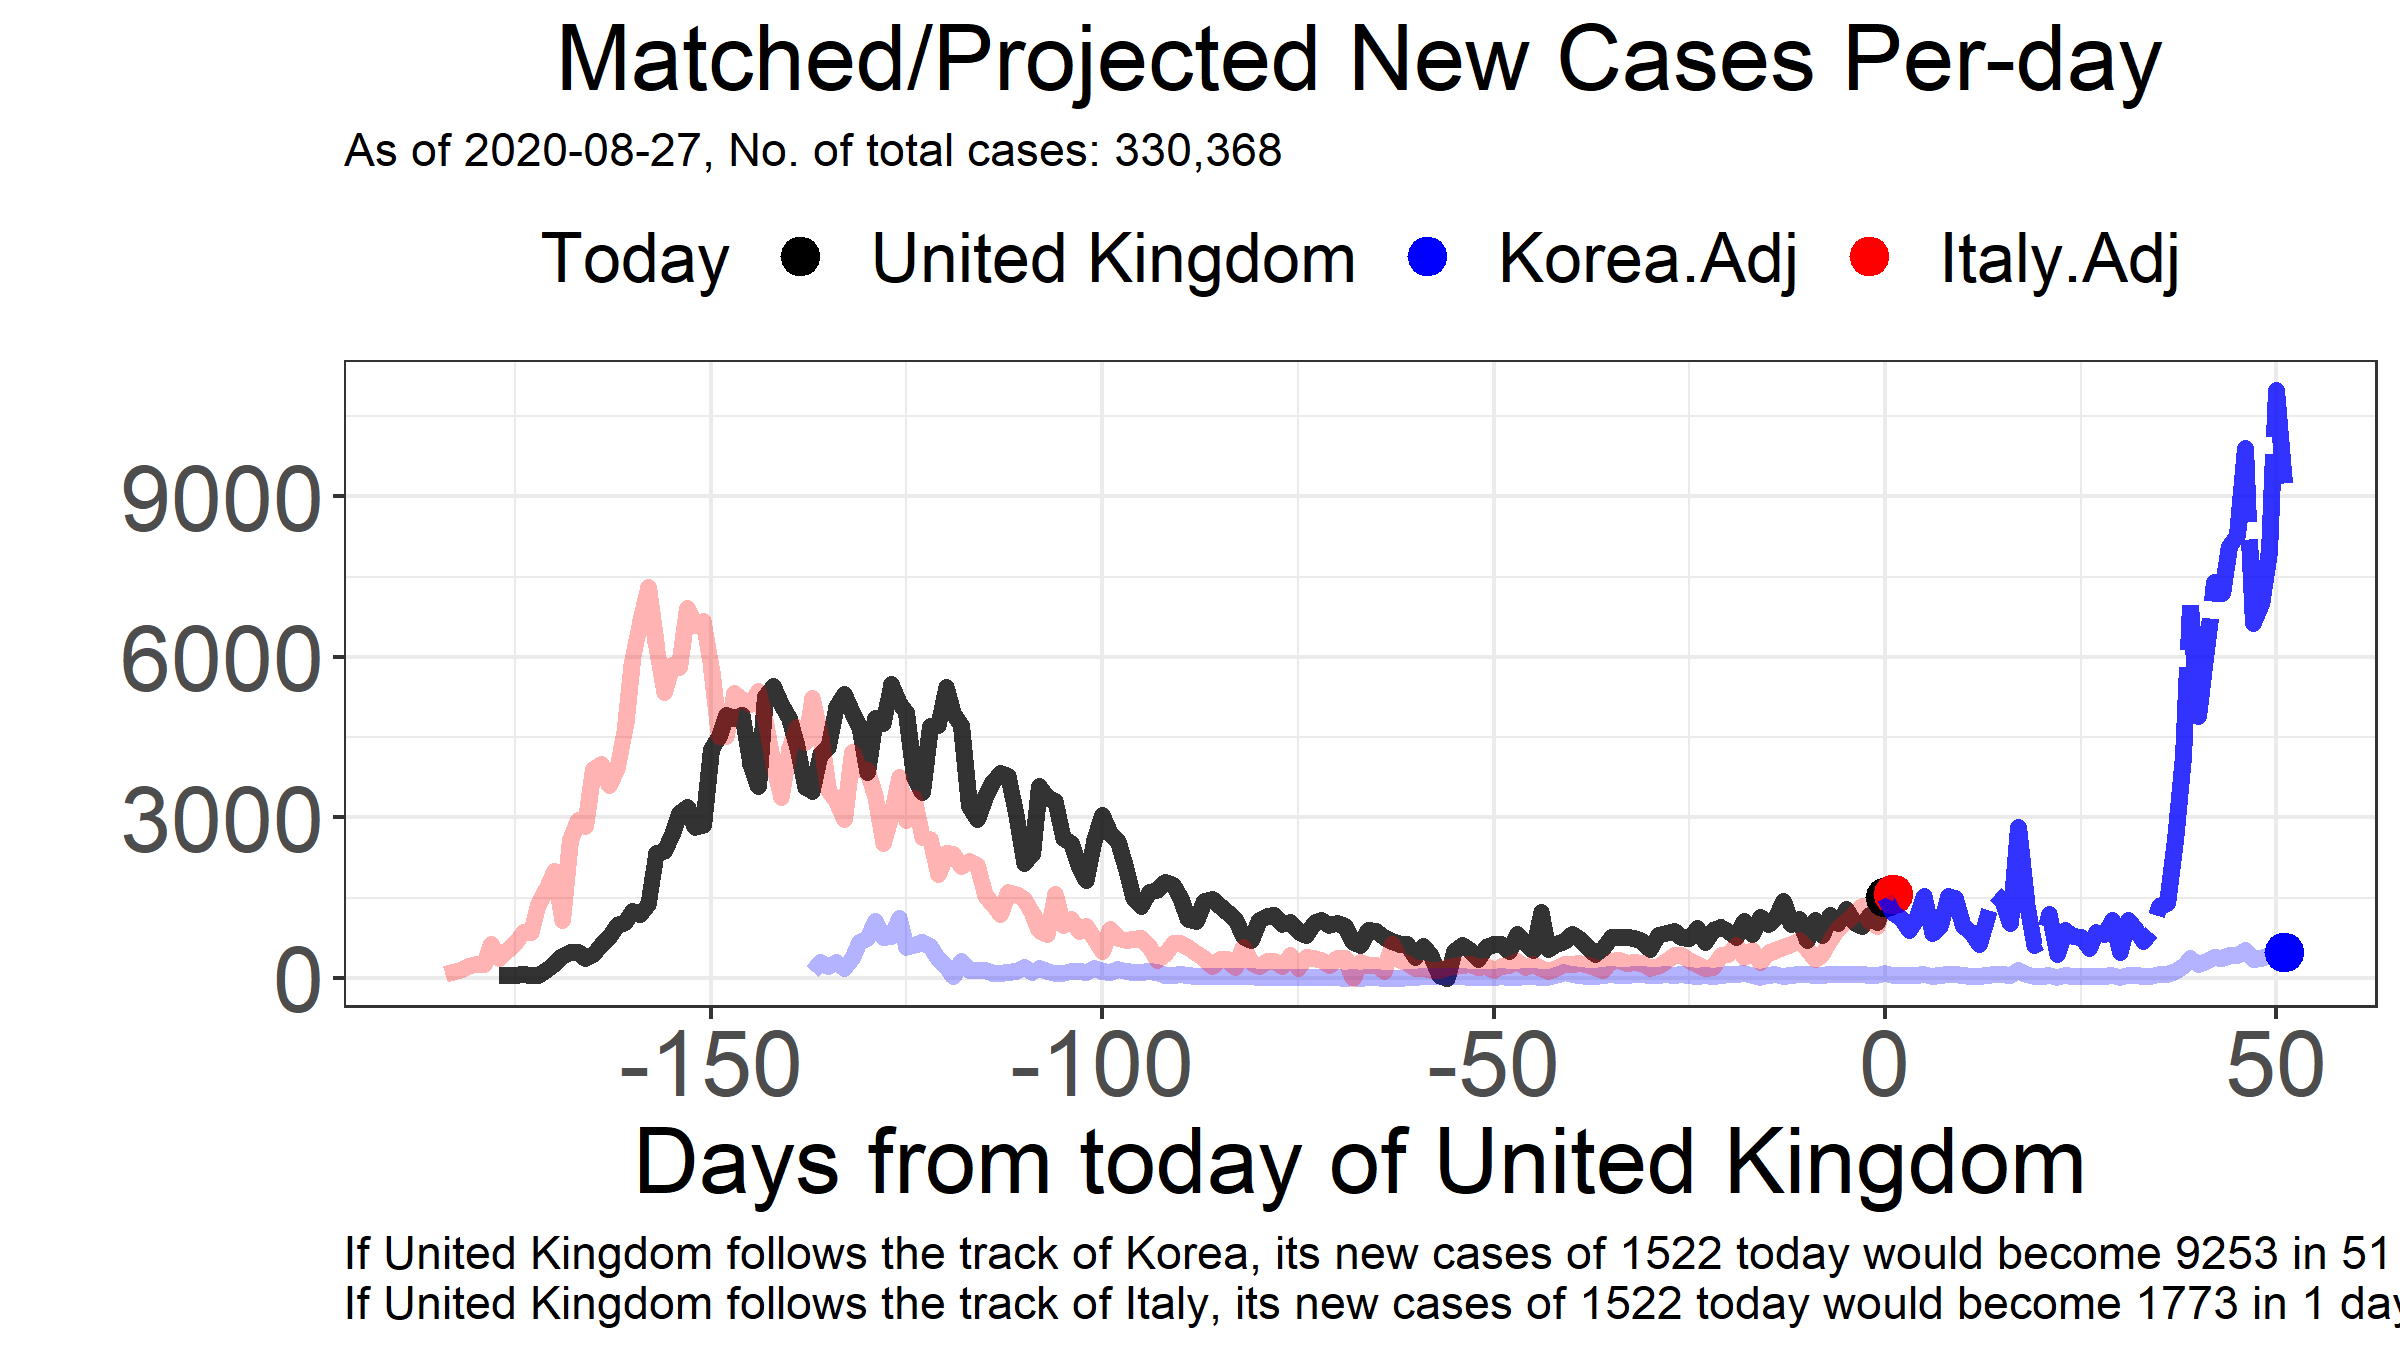 Matched/Projected New Cases Per-day
As of 2020-08-27, No. of total cases: 330,368
Today United Kingdom Korea.Adj Italy.Adj
9000
6000
3000
0
-150 -100 -50 0 50
Days from today of United Kingdom
If United Kingdom follows the track of Korea, its new cases of 1522 today would become 9253 in 51
If United Kingdom follows the track of Italy, its new cases of 1522 today would become 1773 in 1 day